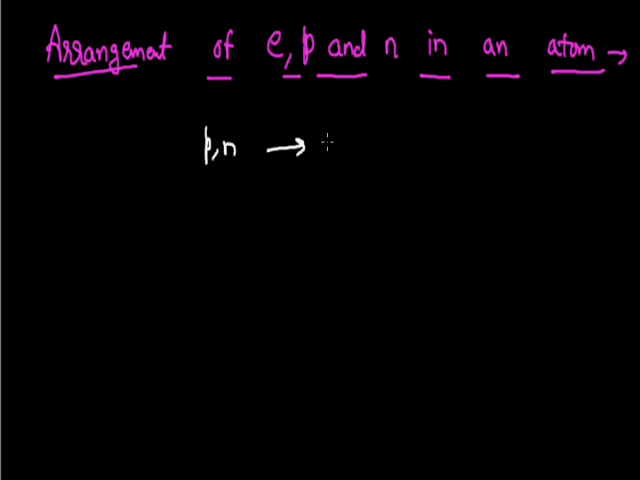 Arrangement of e, p and n in an atom →
p, n →